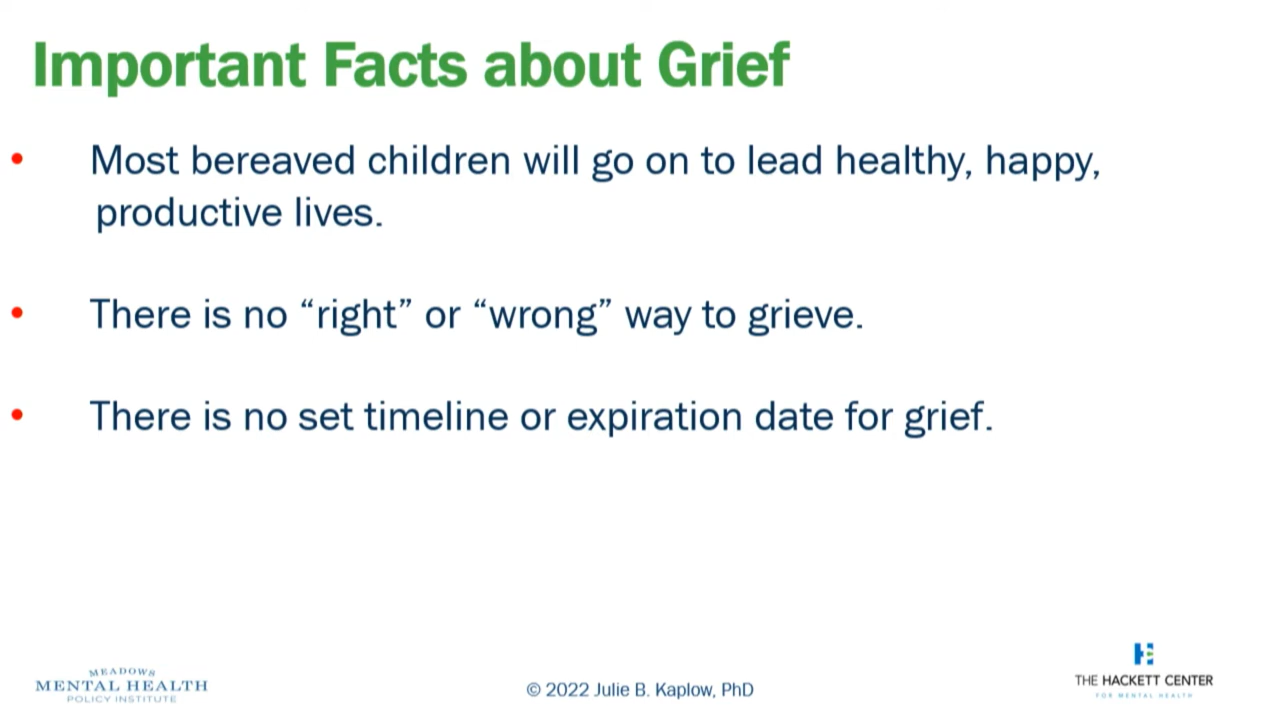 Important Facts about Grief
• Most bereaved children will go on to lead healthy, happy,
productive lives.
• There is no “right” or “wrong” way to grieve.
• There is no set timeline or expiration date for grief.
MEADOWS
MENTAL HEALTH
POLICY INSTITUTE
© 2022 Julie B. Kaplow, PhD
THE HACKETT CENTER
FOR MENTAL HEALTH